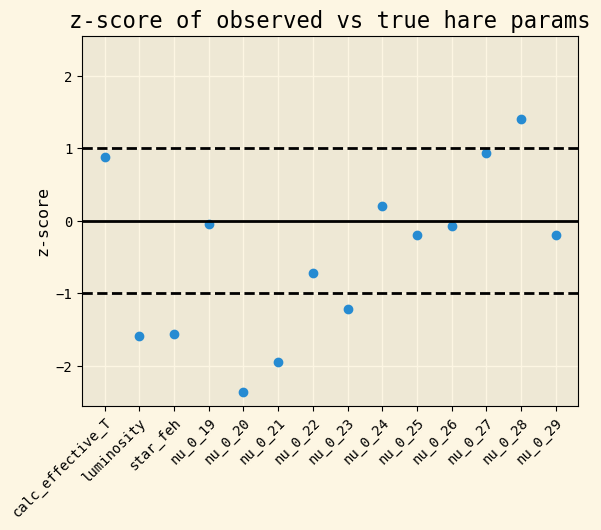 z-score of observed vs true hare params
z-score
2
1
0
−1
−2
calc_effective_T
luminosity
star_feh
nu_0_19
nu_0_20
nu_0_21
nu_0_22
nu_0_23
nu_0_24
nu_0_25
nu_0_26
nu_0_27
nu_0_28
nu_0_29